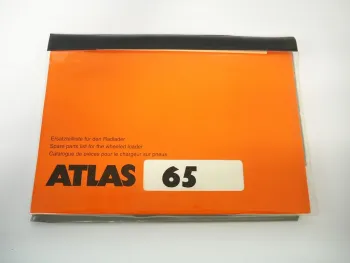 Ersatzteilliste für den Radlader
Spare parts list for the wheeled loader
Catalogue de pièces pour le chargeur sur pneus
ATLAS 65